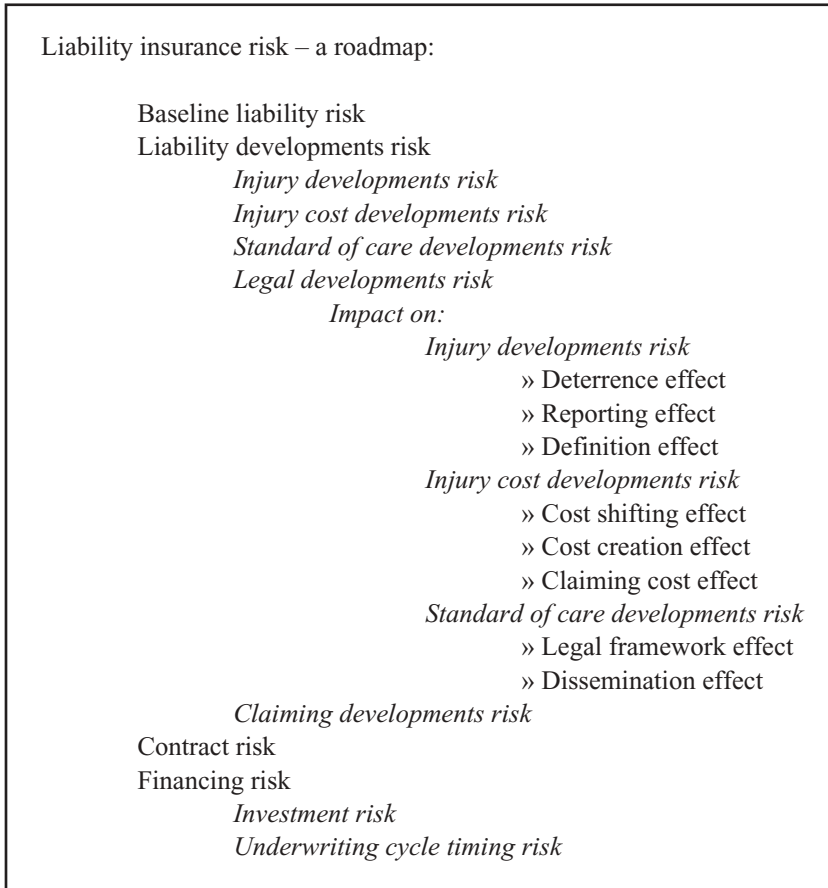 Liability insurance risk – a roadmap:
Baseline liability risk
Liability developments risk
Injury developments risk
Injury cost developments risk
Standard of care developments risk
Legal developments risk
Impact on:
Injury developments risk
» Deterrence effect
» Reporting effect
» Definition effect
Injury cost developments risk
» Cost shifting effect
» Cost creation effect
» Claiming cost effect
Standard of care developments risk
» Legal framework effect
» Dissemination effect
Claiming developments risk
Contract risk
Financing risk
Investment risk
Underwriting cycle timing risk